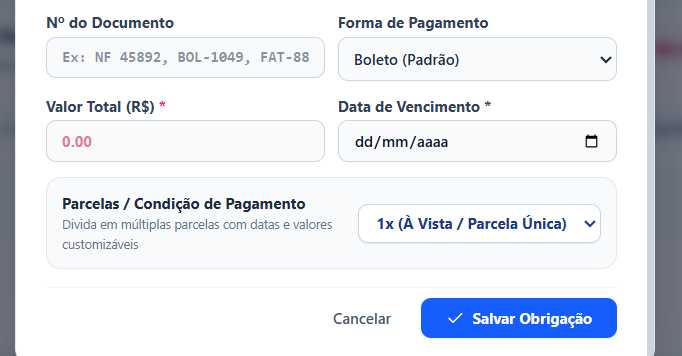 Nº do Documento
Forma de Pagamento
Ex: NF 45892, BOL-1049, FAT-88
Boleto (Padrão)
Valor Total (R$) *
Data de Vencimento *
0.00
dd/mm/aaaa
Parcelas / Condição de Pagamento
Divida em múltiplas parcelas com datas e valores
customizáveis
1x (À Vista / Parcela Única)
Cancelar
Salvar Obrigação